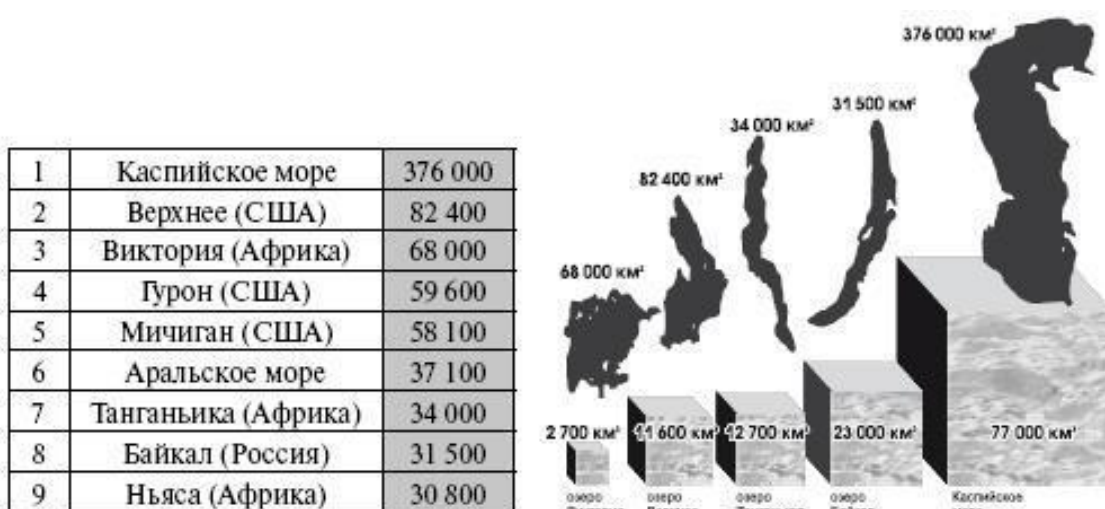 1 Каспийское море 376 000
2 Верхнее (США) 82 400
3 Виктория (Африка) 68 000
4 Гурон (США) 59 600
5 Мичиган (США) 58 100
6 Аральское море 37 100
7 Танганьика (Африка) 34 000
8 Байкал (Россия) 31 500
9 Ньяса (Африка) 30 800
376 000 км²
31 500 км²
34 000 км²
82 400 км²
68 000 км²
2 700 км³ 11 600 км³ 12 700 км³ 23 000 км³ 77 000 км³
озеро озеро озеро озеро Каспийское